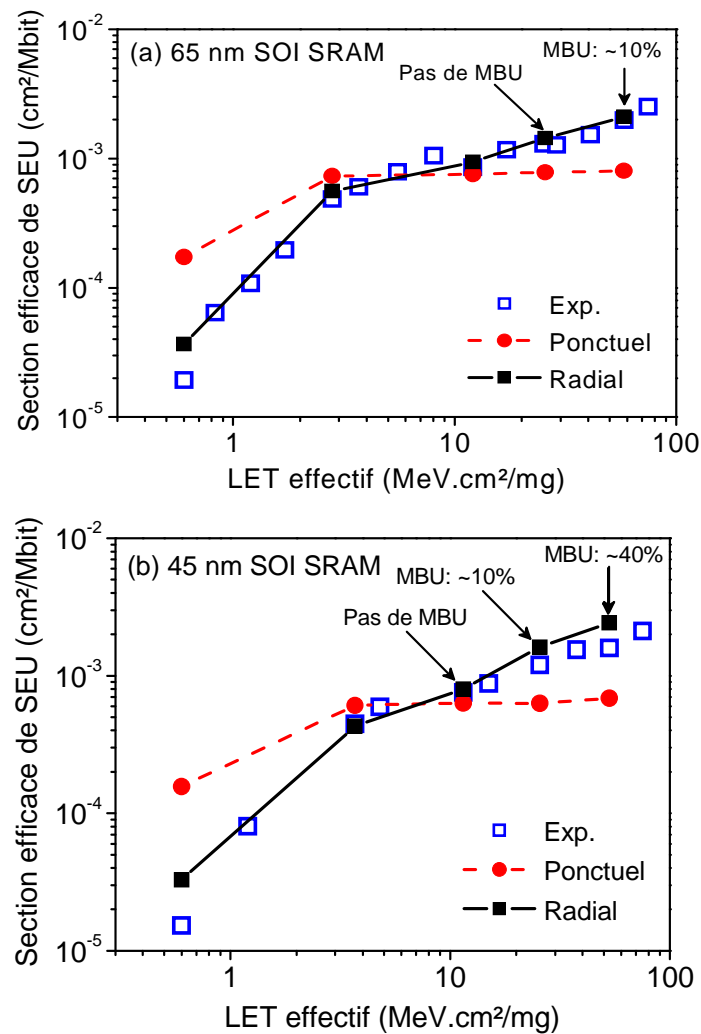 10⁻²
(a) 65 nm SOI SRAM
MBU: ~10%
Pas de MBU
10⁻³
10⁻⁴
10⁻⁵
Section efficace de SEU (cm²/Mbit)
Exp.
Ponctuel
Radial
1 10 100
LET effectif (MeV.cm²/mg)
10⁻²
(b) 45 nm SOI SRAM
MBU: ~40%
MBU: ~10%
Pas de MBU
10⁻³
10⁻⁴
10⁻⁵
Section efficace de SEU (cm²/Mbit)
Exp.
Ponctuel
Radial
1 10 100
LET effectif (MeV.cm²/mg)